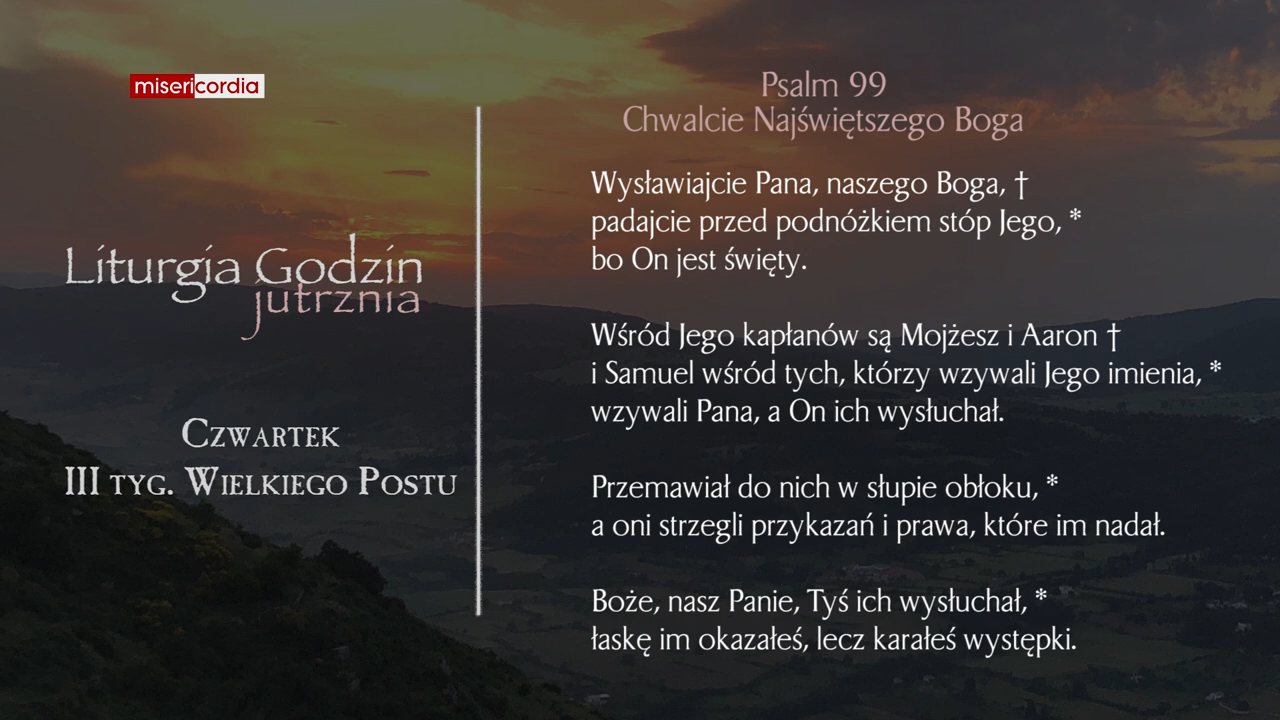 misericordia
Liturgia Godzin
jutrznia
Czwartek
III tyg. Wielkiego Postu
Psalm 99
Chwalcie Najświętszego Boga
Wysławiajcie Pana, naszego Boga, †
padajcie przed podnóżkiem stóp Jego, *
bo On jest święty.
Wśród Jego kapłanów są Mojżesz i Aaron †
i Samuel wśród tych, którzy wzywali Jego imienia, *
wzywali Pana, a On ich wysłuchał.
Przemawiał do nich w słupie obłoku, *
a oni strzegli przykazań i prawa, które im nadał.
Boże, nasz Panie, Tyś ich wysłuchał, *
łaskę im okazałeś, lecz karałeś występki.